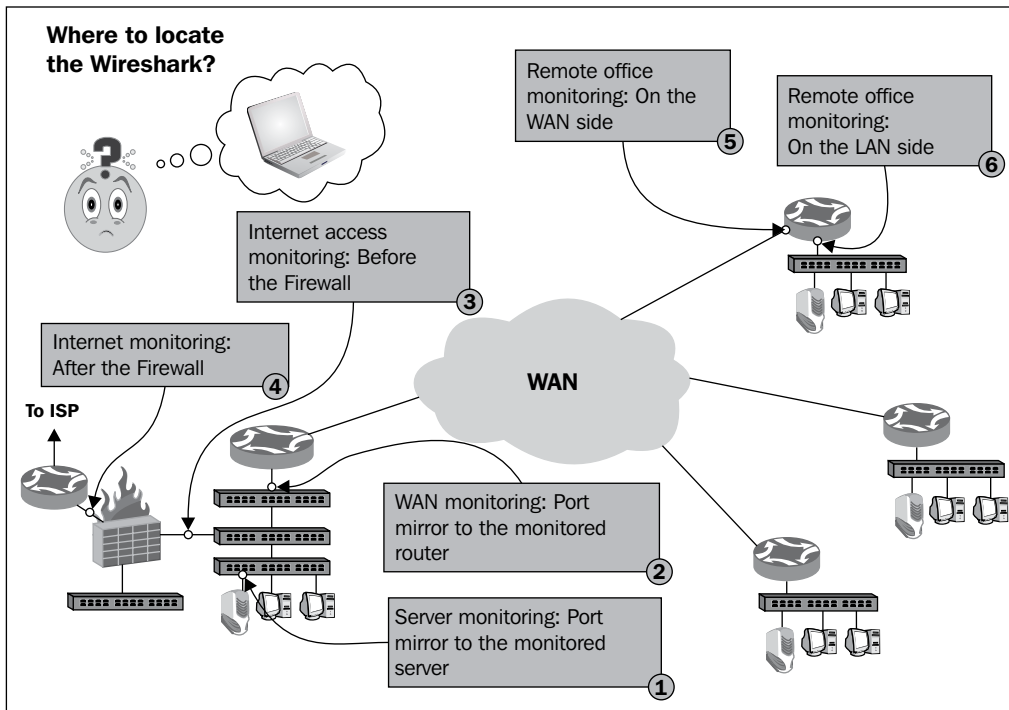 Where to locate
the Wireshark?
?
Remote office
monitoring: On the
WAN side
5
Remote office
monitoring:
On the LAN side
6
Internet access
monitoring: Before
the Firewall
3
Internet monitoring:
After the Firewall
4
To ISP
WAN
WAN monitoring: Port
mirror to the monitored
router
2
Server monitoring: Port
mirror to the monitored
server
1